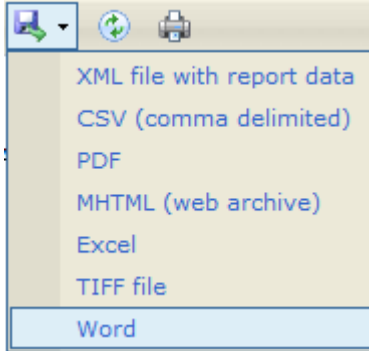 XML file with report data
CSV (comma delimited)
PDF
MHTML (web archive)
Excel
TIFF file
Word